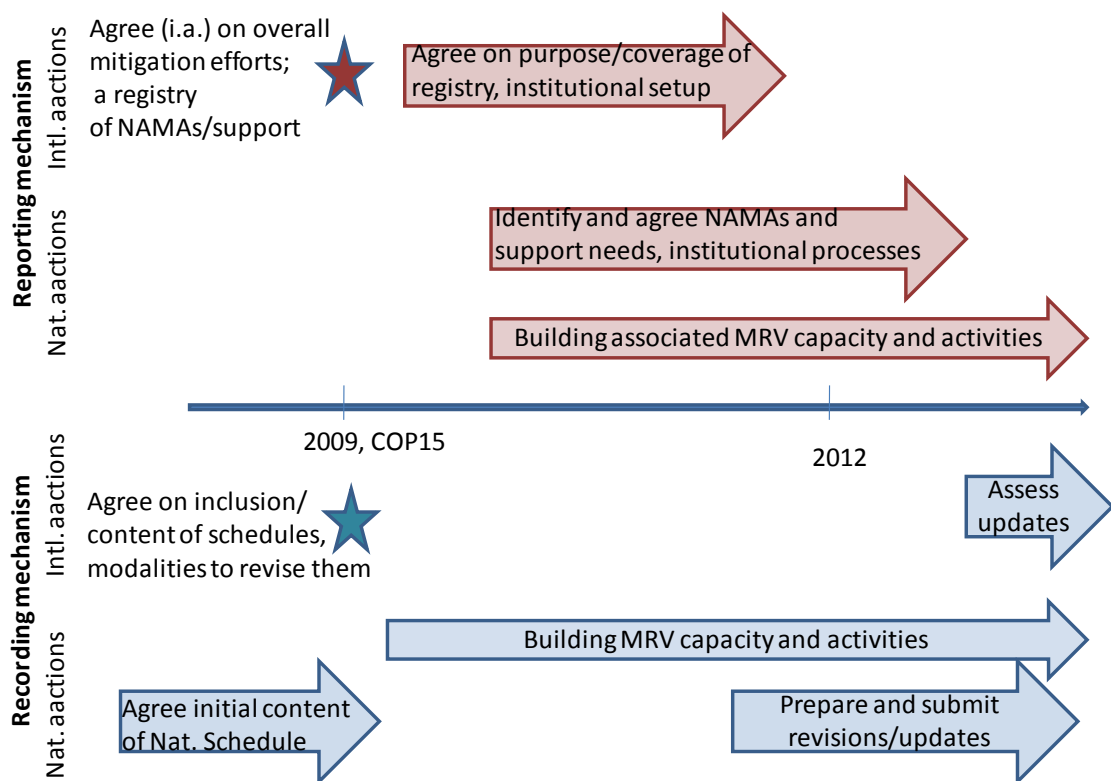 Reporting mechanism
Intl. aactions
Agree (i.a.) on overall
mitigation efforts;
a registry
of NAMAs/support
Agree on purpose/coverage of
registry, institutional setup
Nat. aactions
Identify and agree NAMAs and
support needs, institutional processes
Building associated MRV capacity and activities
2009, COP15
2012
Recording mechanism
Intl. aactions
Agree on inclusion/
content of schedules,
modalities to revise them
Assess
updates
Nat. aactions
Building MRV capacity and activities
Agree initial content
of Nat. Schedule
Prepare and submit
revisions/updates